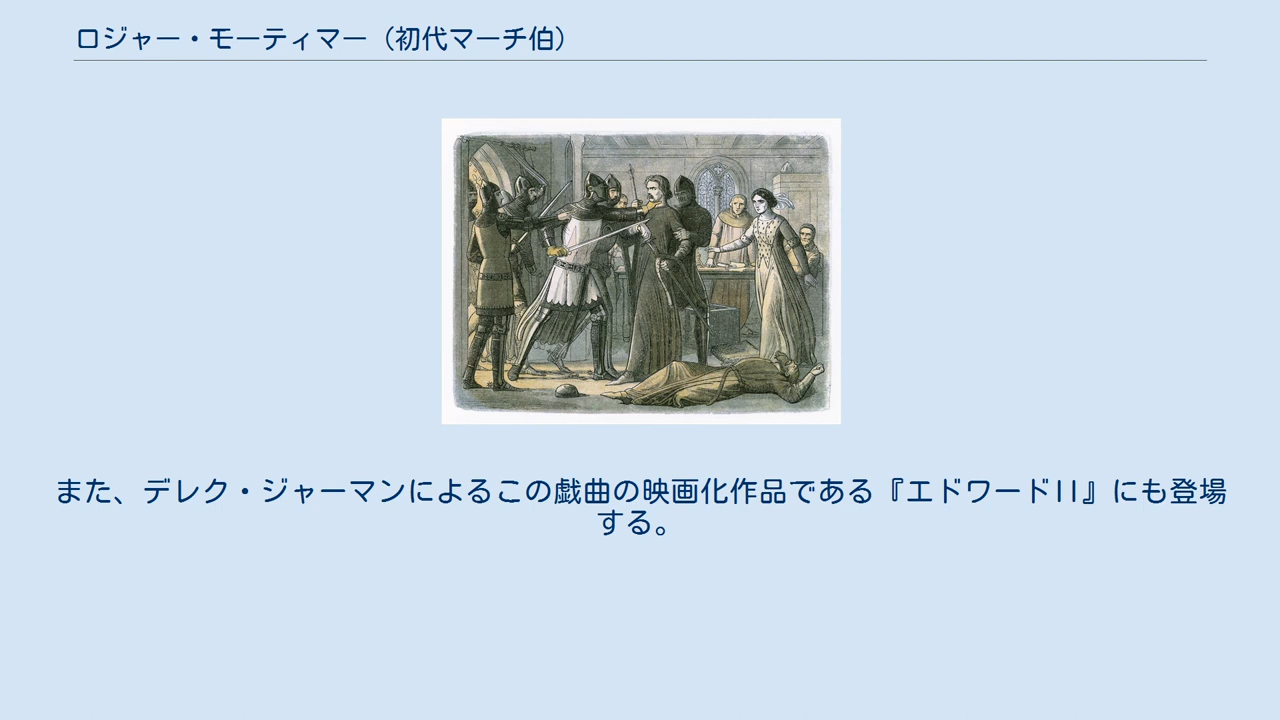 ロジャー・モーティマー（初代マーチ伯）
また、デレク・ジャーマンによるこの戯曲の映画化作品である『エドワードII』にも登場
する。